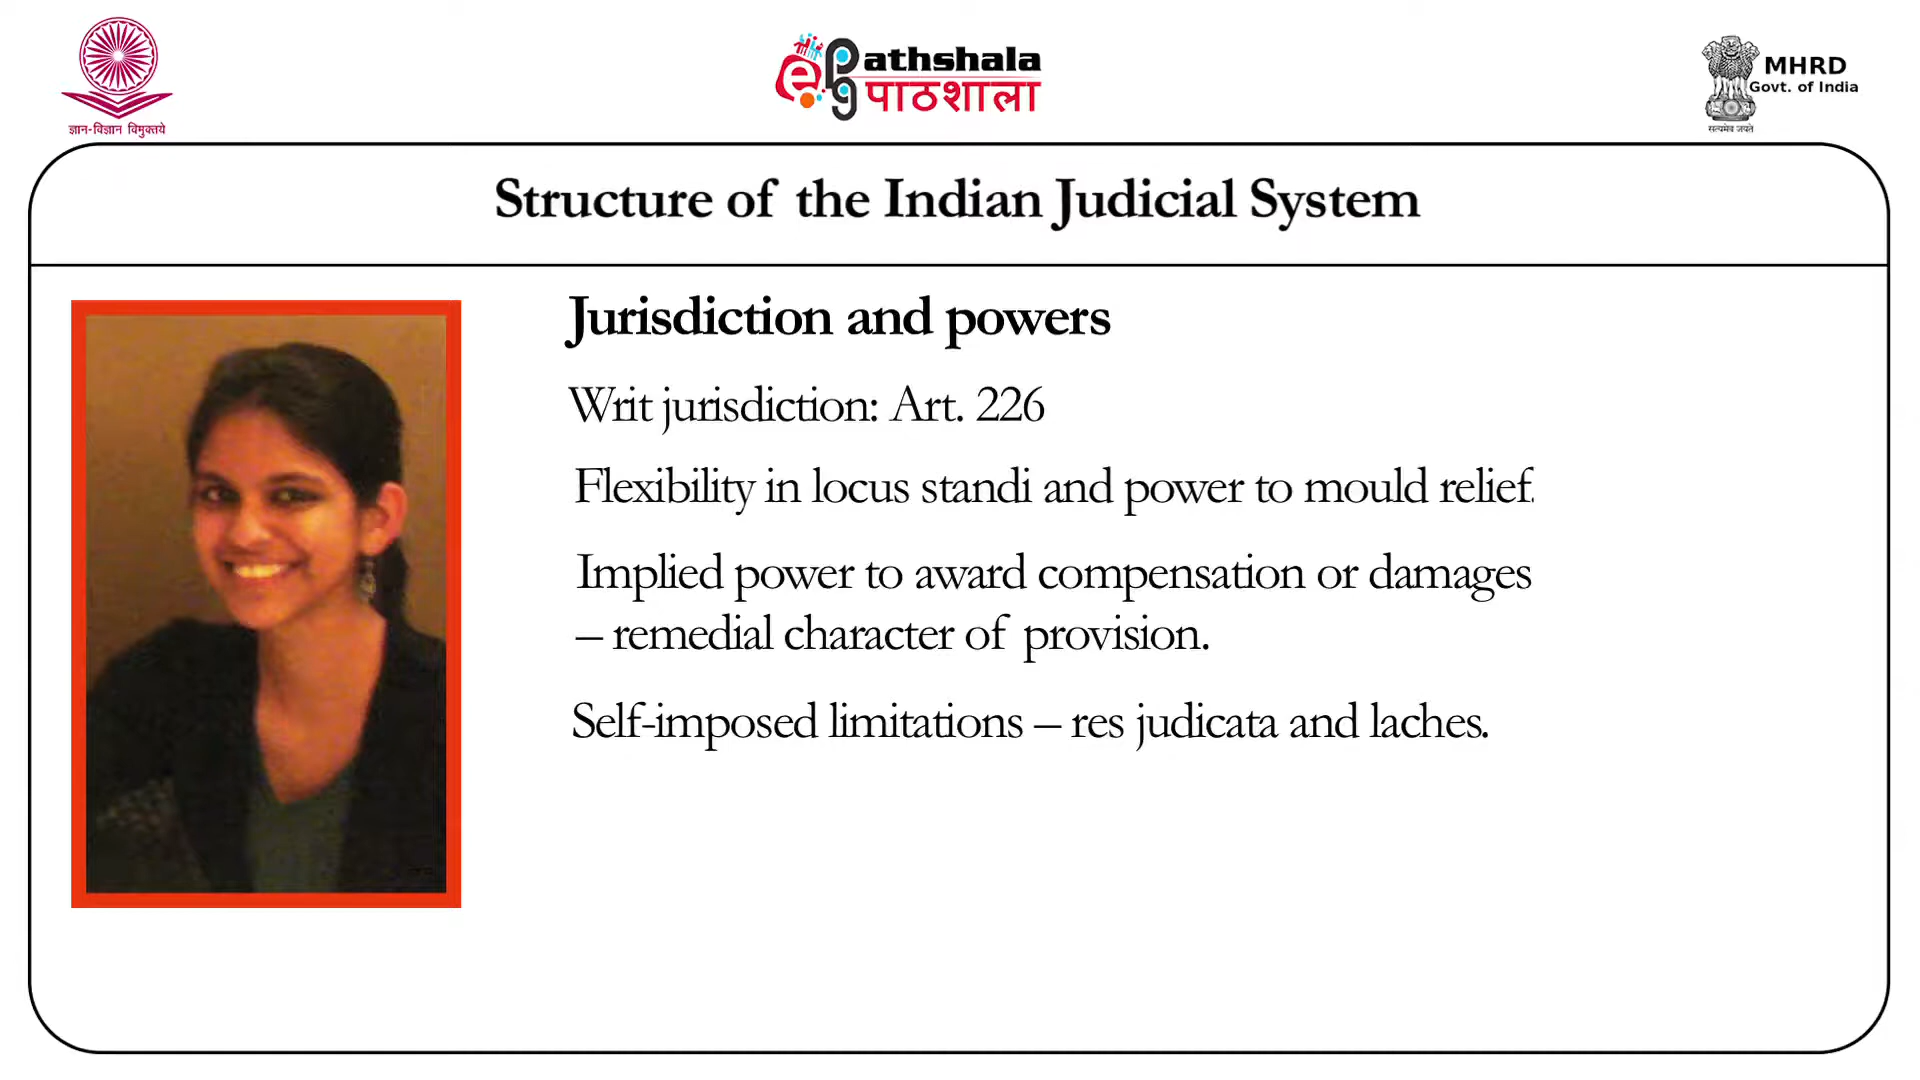 ज्ञान-विज्ञान विमुक्तये
ePGathshala
पाठशाला
MHRD
Govt. of India
सत्यमेव जयते
Structure of the Indian Judicial System
Jurisdiction and powers
Writ jurisdiction: Art. 226
Flexibility in locus standi and power to mould relief.
Implied power to award compensation or damages
– remedial character of provision.
Self-imposed limitations – res judicata and laches.